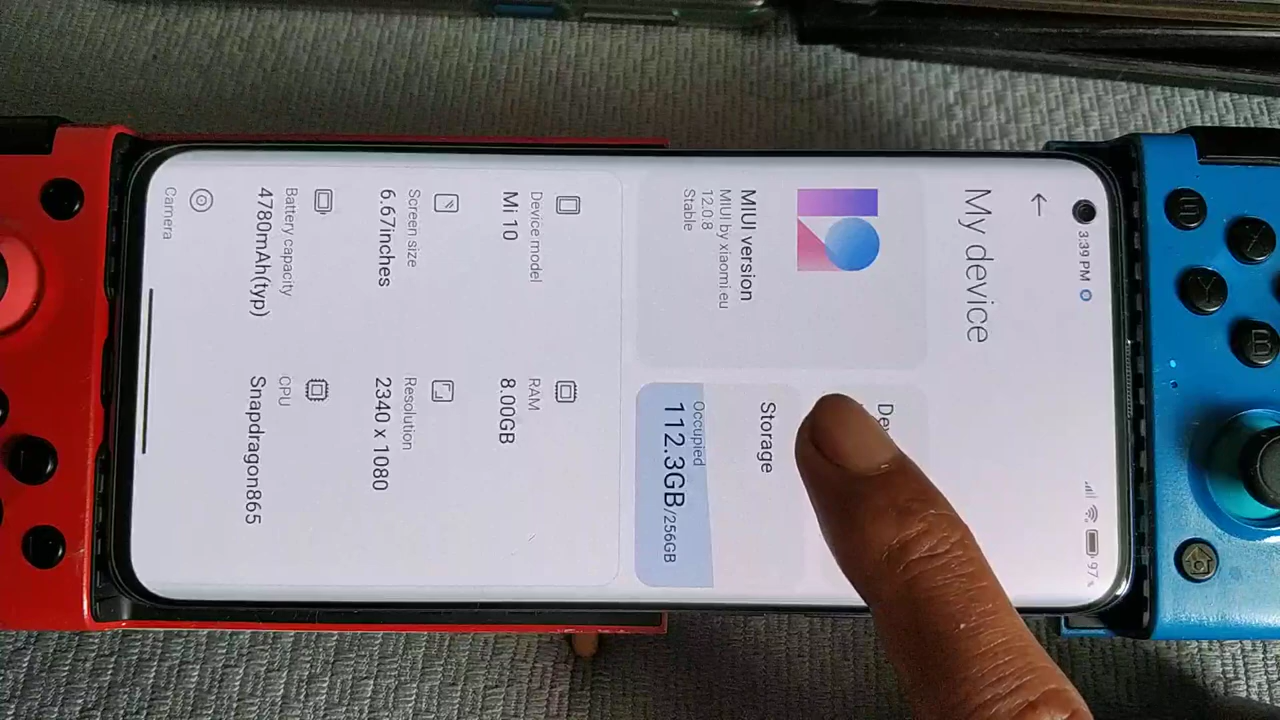 3:39 PM
97
My device
MIUI version
MIUI by xiaomi.eu
12.0.8
Stable
Storage
Occupied
112.3GB/256GB
Device model
Mi 10
RAM
8.00GB
Screen size
6.67inches
Resolution
2340 x 1080
Battery capacity
4780mAh(typ)
CPU
Snapdragon865
Camera
X
Y